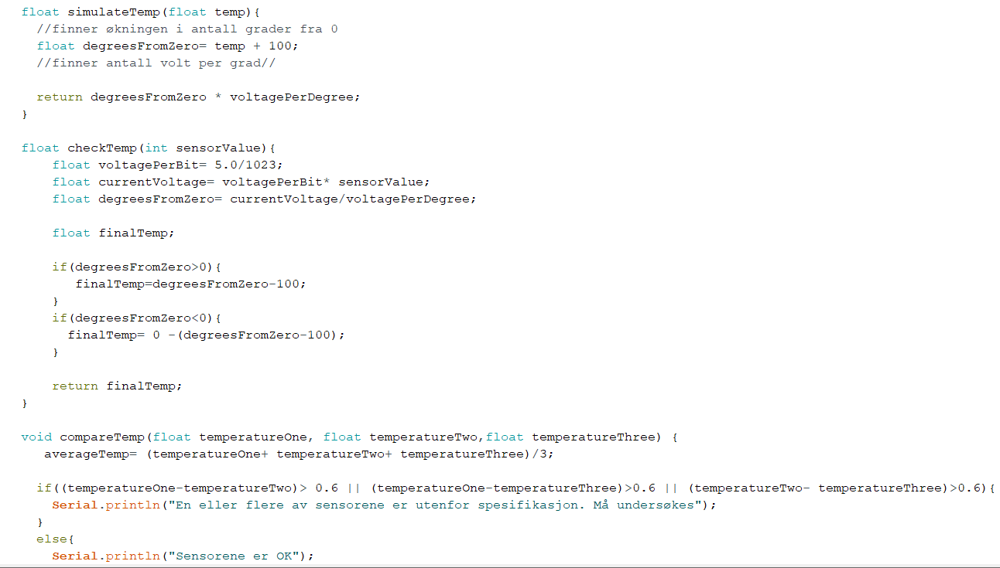 float simulateTemp(float temp){
//finner økningen i antall grader fra 0
float degreesFromZero= temp + 100;
//finner antall volt per grad//
return degreesFromZero * voltagePerDegree;
}
float checkTemp(int sensorValue){
float voltagePerBit= 5.0/1023;
float currentVoltage= voltagePerBit* sensorValue;
float degreesFromZero= currentVoltage/voltagePerDegree;
float finalTemp;
if(degreesFromZero>0){
finalTemp=degreesFromZero-100;
}
if(degreesFromZero<0){
finalTemp= 0 -(degreesFromZero-100);
}
return finalTemp;
}
void compareTemp(float temperatureOne, float temperatureTwo,float temperatureThree) {
averageTemp= (temperatureOne+ temperatureTwo+ temperatureThree)/3;
if((temperatureOne-temperatureTwo)> 0.6 || (temperatureOne-temperatureThree)>0.6 || (temperatureTwo- temperatureThree)>0.6){
Serial.println("En eller flere av sensorene er utenfor spesifikasjon. Må undersøkes");
}
else{
Serial.println("Sensorene er OK");